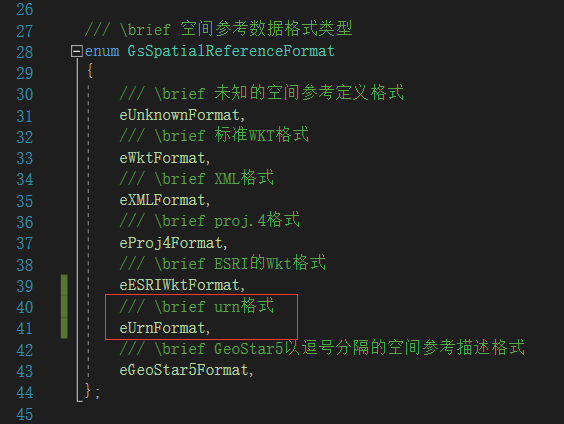 26
27 /// \brief 空间参考数据格式类型
28 enum GsSpatialReferenceFormat
29 {
30 /// \brief 未知的空间参考定义格式
31 eUnknownFormat,
32 /// \brief 标准WKT格式
33 eWktFormat,
34 /// \brief XML格式
35 eXMLFormat,
36 /// \brief proj.4格式
37 eProj4Format,
38 /// \brief ESRI的Wkt格式
39 eESRIWktFormat,
40 /// \brief urn格式
41 eUrnFormat,
42 /// \brief GeoStar5以逗号分隔的空间参考描述格式
43 eGeoStar5Format,
44 };
45